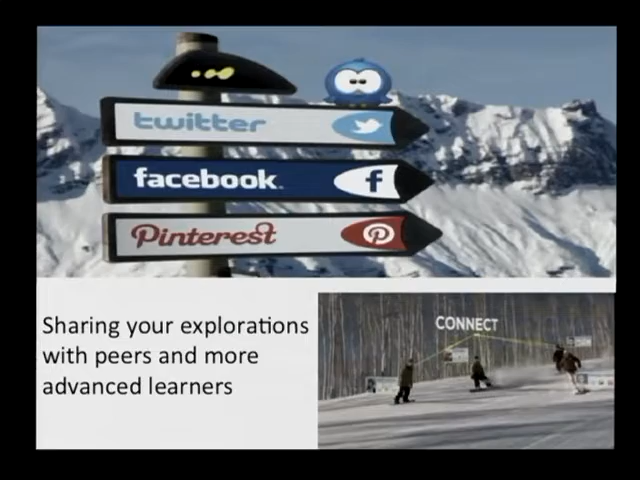 twitter
facebook
f
Pinterest
Sharing your explorations
with peers and more
advanced learners
CONNECT